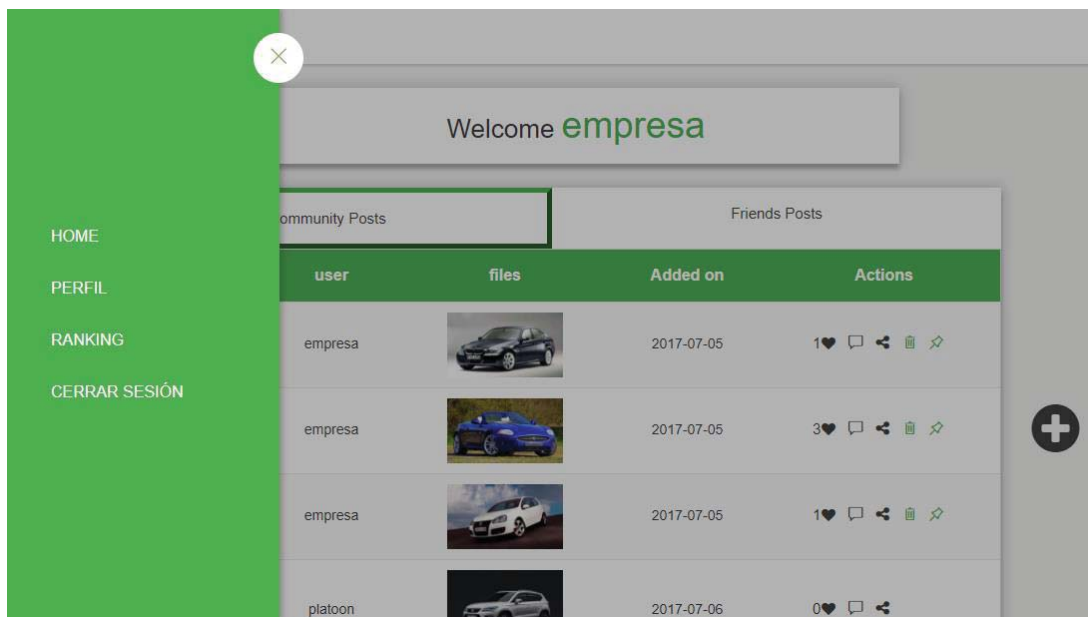 Welcome empresa
ommunity Posts
Friends Posts
HOME
PERFIL
RANKING
CERRAR SESIÓN
user files Added on Actions
empresa 2017-07-05 1
empresa 2017-07-05 3
empresa 2017-07-05 1
platoon 2017-07-06 0